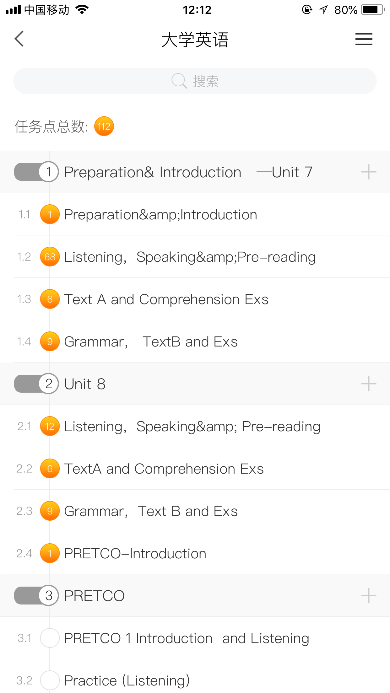 中国移动 12:12 80%
大学英语
搜索
任务点总数: 112
1 Preparation& Introduction —Unit 7
1.1 1 Preparation&amp;Introduction
1.2 68 Listening, Speaking&amp;Pre-reading
1.3 6 Text A and Comprehension Exs
1.4 9 Grammar, TextB and Exs
2 Unit 8
2.1 12 Listening, Speaking&amp; Pre-reading
2.2 6 TextA and Comprehension Exs
2.3 9 Grammar, Text B and Exs
2.4 1 PRETCO-Introduction
3 PRETCO
3.1 PRETCO 1 Introduction and Listening
3.2 Practice (Listening)